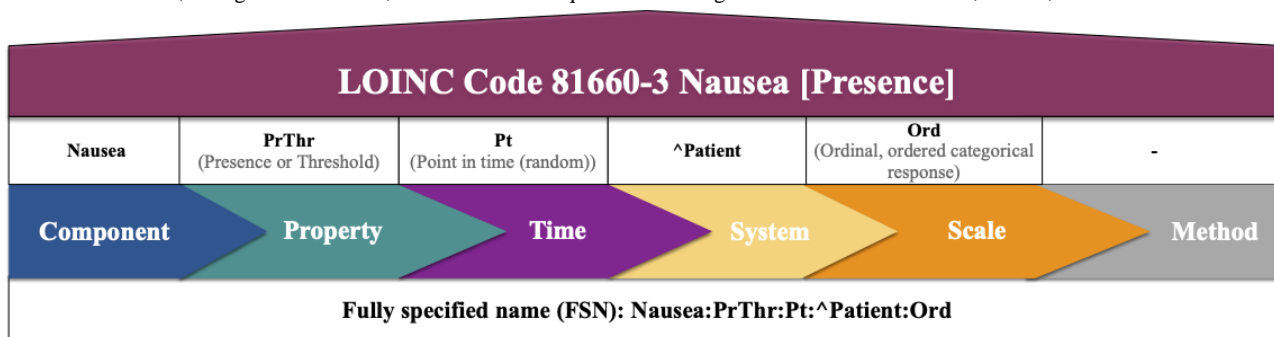 LOINC Code 81660-3 Nausea [Presence]
Nausea
PrThr
(Presence or Threshold)
Pt
(Point in time (random))
^Patient
Ord
(Ordinal, ordered categorical
response)
-
Component
Property
Time
System
Scale
Method
Fully specified name (FSN): Nausea:PrThr:Pt:^Patient:Ord